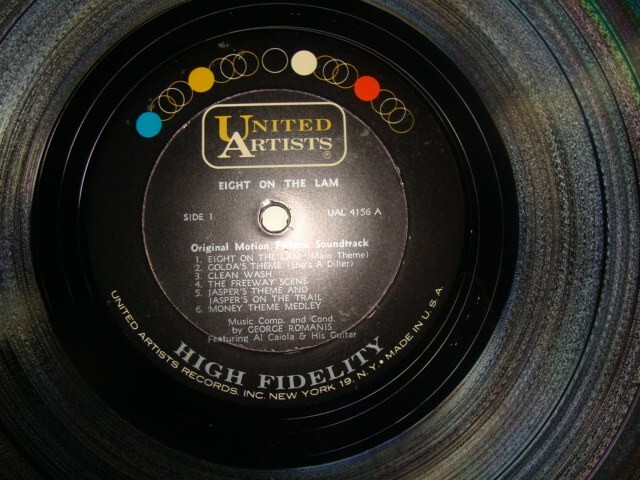 UNITED
ARTISTS
®
EIGHT ON THE LAM
SIDE 1
UAL 4156 A
Original Motion Picture Soundtrack
1. EIGHT ON THE LAM (Main Theme)
2. GOLDA'S THEME (She's A Diller)
3. CLEAN WASH
4. THE FREEWAY SCENE
5. JASPER'S THEME AND
JASPER'S ON THE TRAIL
6. MONEY THEME MEDLEY
Music Comp. and Cond.
by GEORGE ROMANIS
Featuring Al Caiola & His Guitar
HIGH FIDELITY
UNITED ARTISTS RECORDS, INC. NEW YORK 19, N.Y. • MADE IN U.S.A.